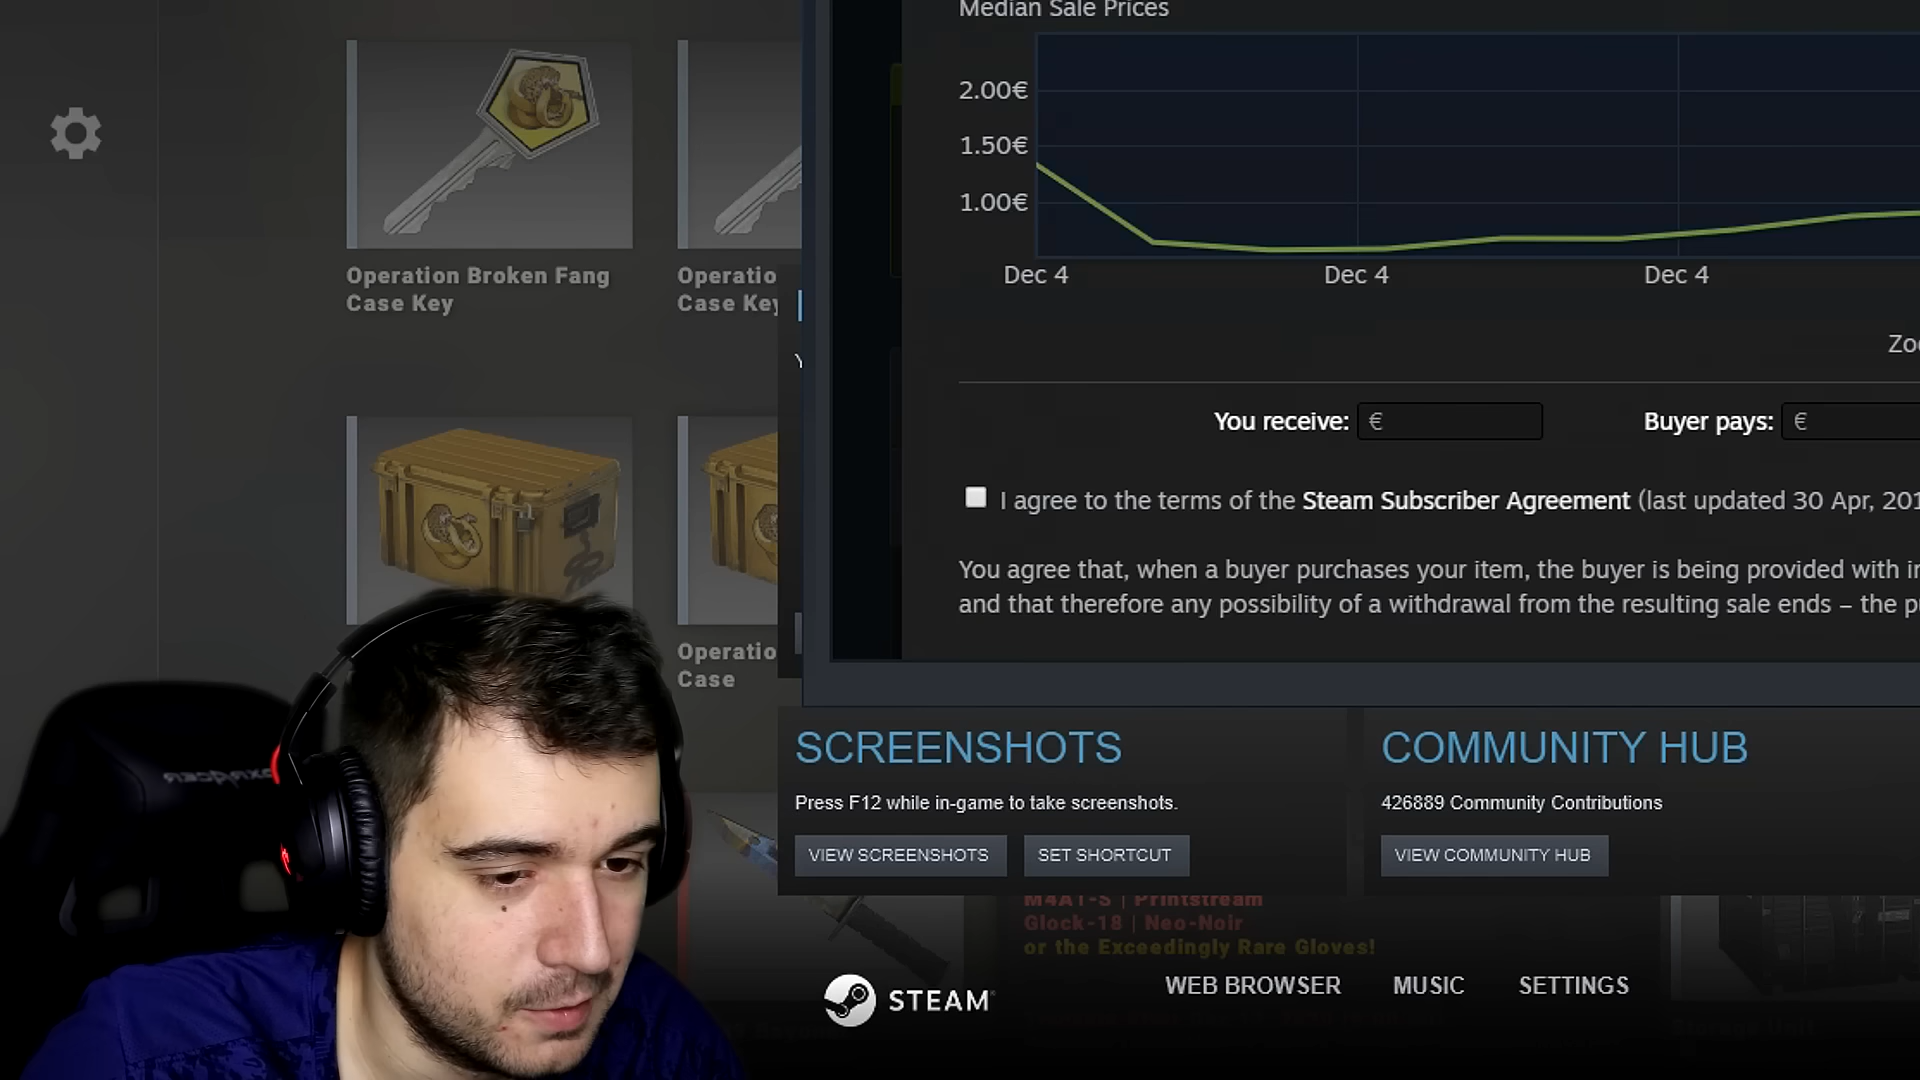 Median Sale Prices
2.00€
1.50€
1.00€
Dec 4
Dec 4
Dec 4
Operation Broken Fang
Case Key
Operatio
Case Key
Zoo
You receive: €
Buyer pays: €
I agree to the terms of the Steam Subscriber Agreement (last updated 30 Apr, 201
You agree that, when a buyer purchases your item, the buyer is being provided with i
and that therefore any possibility of a withdrawal from the resulting sale ends – the p
Operatio
Case
SCREENSHOTS
Press F12 while in-game to take screenshots.
VIEW SCREENSHOTS
SET SHORTCUT
COMMUNITY HUB
426889 Community Contributions
VIEW COMMUNITY HUB
M4A1-S | Printstream
Glock-18 | Neo-Noir
or the Exceedingly Rare Gloves!
STEAM
WEB BROWSER
MUSIC
SETTINGS